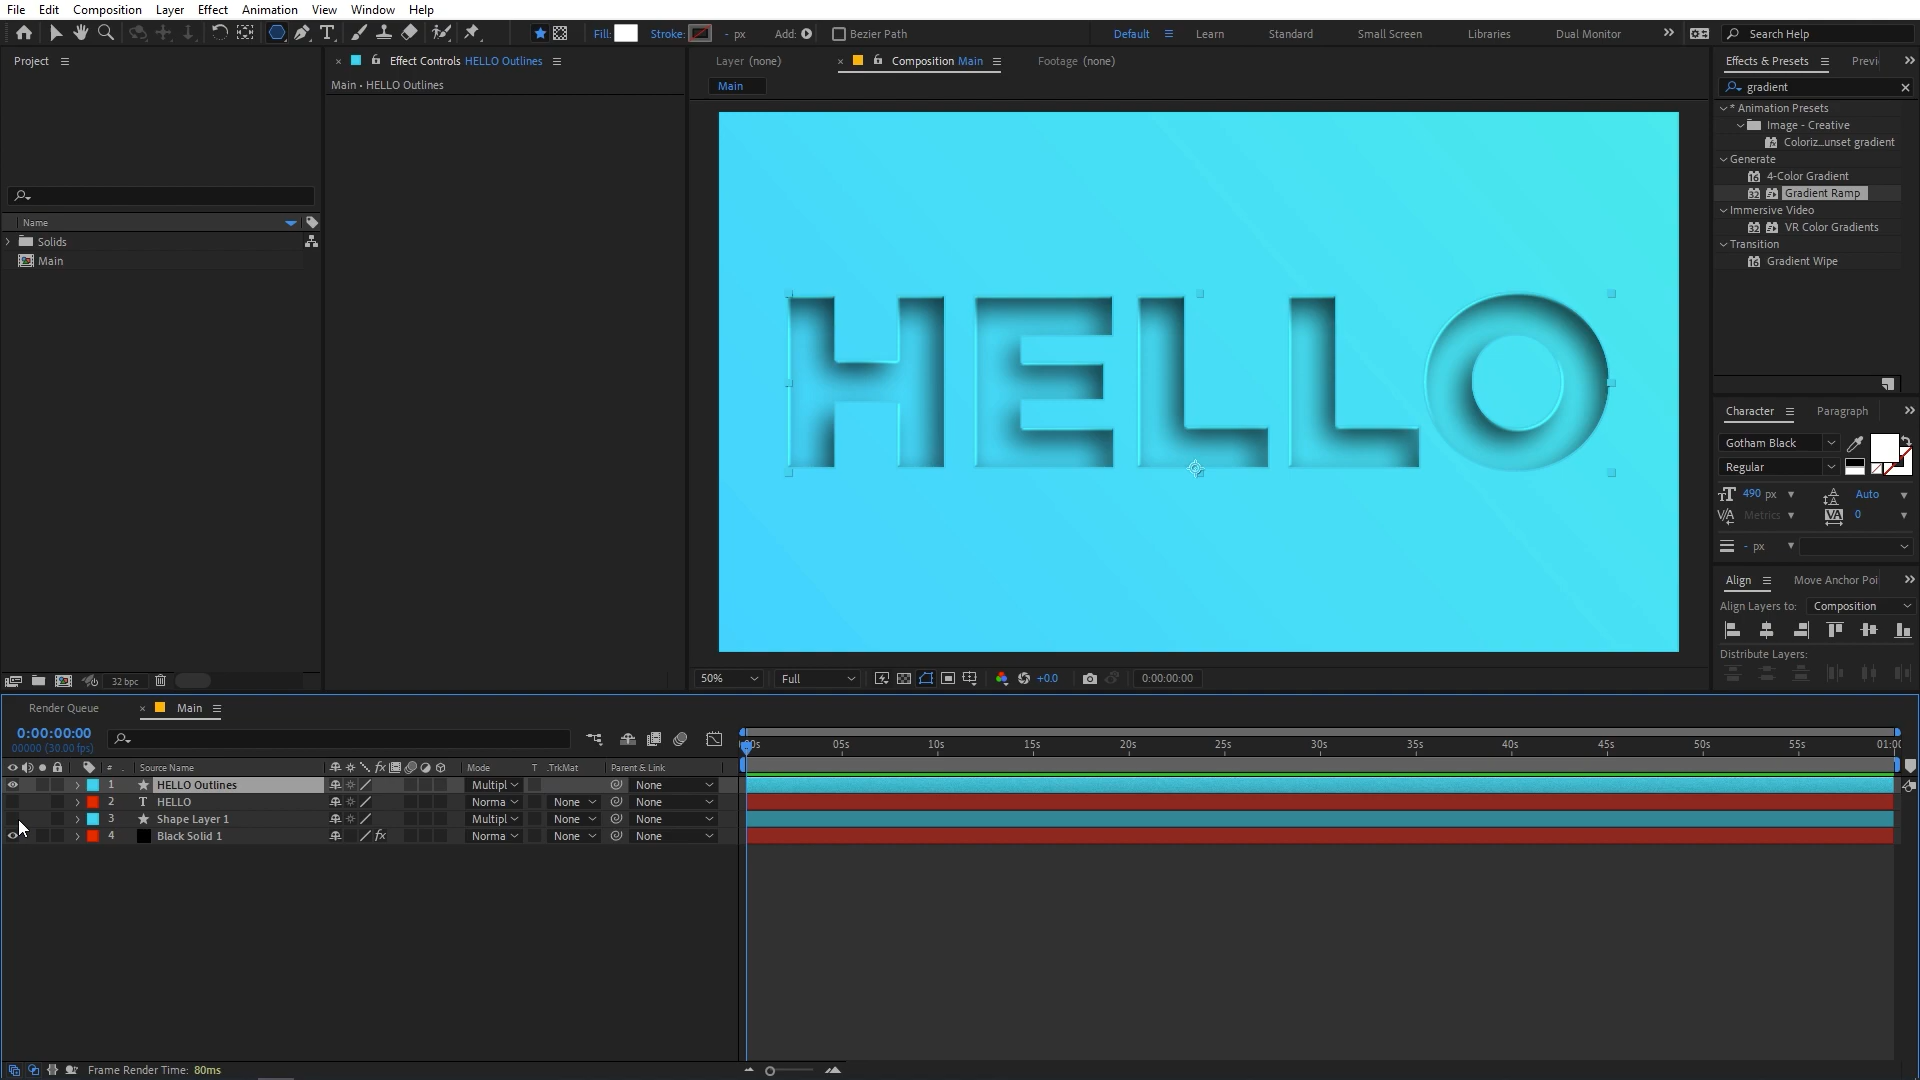 File Edit Composition Layer Effect Animation View Window Help
Fill: Stroke: - px Add: Bezier Path Default Learn Standard Small Screen Libraries Dual Monitor Search Help
Project
Name
Solids
Main
32 bpc
Effect Controls HELLO Outlines
Main • HELLO Outlines
Layer (none) Composition Main Footage (none)
Main
HELLO
50% Full +0.0 0:00:00:00
Effects & Presets Previ
gradient
* Animation Presets
Image - Creative
Coloriz...unset gradient
Generate
4-Color Gradient
Gradient Ramp
Immersive Video
VR Color Gradients
Transition
Gradient Wipe
Character Paragraph
Gotham Black
Regular
490 px Auto
Metrics 0
- px
Align Move Anchor Poi
Align Layers to: Composition
Distribute Layers:
Render Queue Main
0:00:00:00
00000 (30.00 fps)
# Source Name Mode T .TrkMat Parent & Link
1 HELLO Outlines Multipl None
2 T HELLO Norma None None
3 Shape Layer 1 Multipl None None
4 Black Solid 1 Norma None None
05s 10s 15s 20s 25s 30s 35s 40s 45s 50s 55s 01:00
Frame Render Time: 80ms